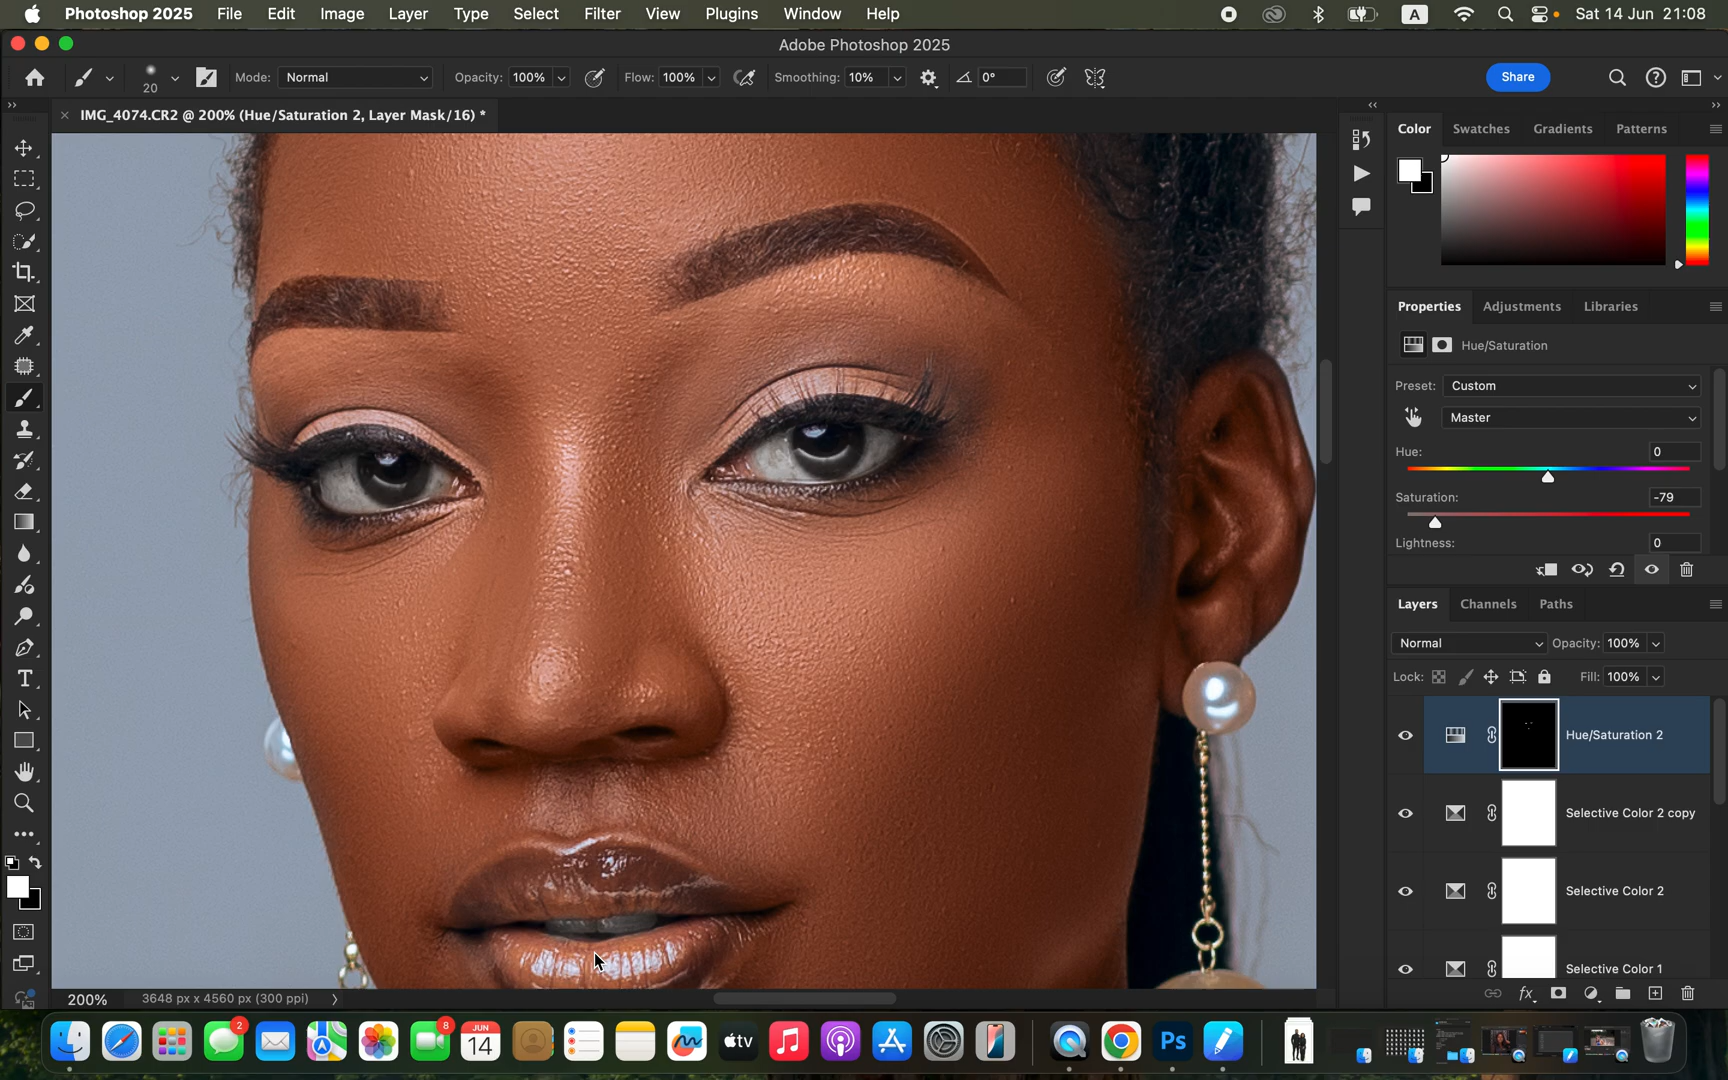 Photoshop 2025 File Edit Image Layer Type Select Filter View Plugins Window Help A Sat 14 Jun 21:08
Adobe Photoshop 2025
20 Mode: Normal Opacity: 100% Flow: 100% Smoothing: 10% 0° Share
× IMG_4074.CR2 @ 200% (Hue/Saturation 2, Layer Mask/16) *
Color Swatches Gradients Patterns
Properties Adjustments Libraries
Hue/Saturation
Preset: Custom
Master
Hue: 0
Saturation: -79
Lightness: 0
Layers Channels Paths
Normal Opacity: 100%
Lock: Fill: 100%
Hue/Saturation 2
Selective Color 2 copy
Selective Color 2
Selective Color 1
fx
T
200% 3648 px x 4560 px (300 ppi)
2 8 JUN
14 tv Ps